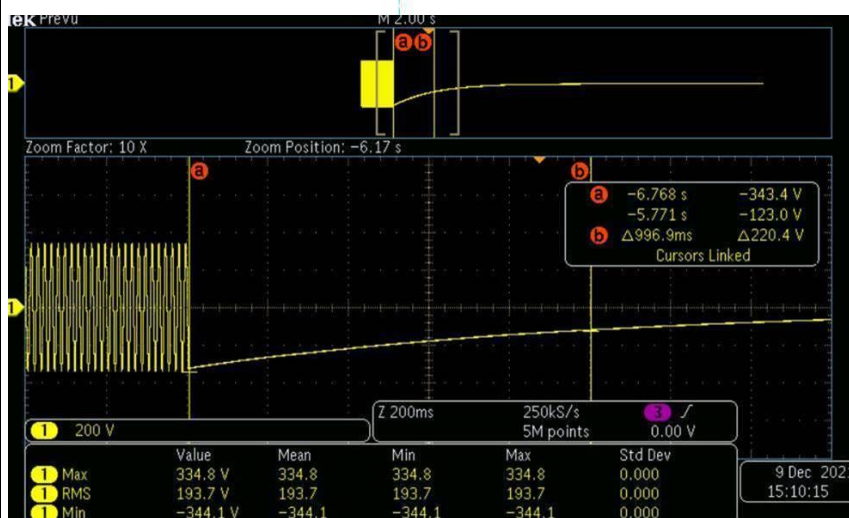 Tek PreVu M 2.00 s
a b
1
Zoom Factor: 10 X Zoom Position: -6.17 s
a b
a -6.768 s -343.4 V
-5.771 s -123.0 V
b Δ996.9ms Δ220.4 V
Cursors Linked
1
Z 200ms 250kS/s 3
1 200 V 5M points 0.00 V
Value Mean Min Max Std Dev
1 Max 334.8 V 334.8 334.8 334.8 0.000
1 RMS 193.7 V 193.7 193.7 193.7 0.000
1 Min -344.1 V -344.1 -344.1 -344.1 0.000
9 Dec 202
15:10:15